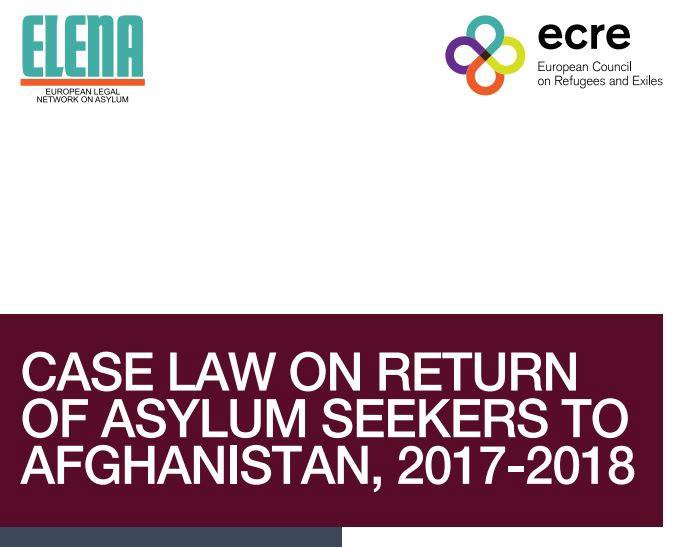 ELENA
EUROPEAN LEGAL
NETWORK ON ASYLUM
ecre
European Council
on Refugees and Exiles
CASE LAW ON RETURN
OF ASYLUM SEEKERS TO
AFGHANISTAN, 2017-2018